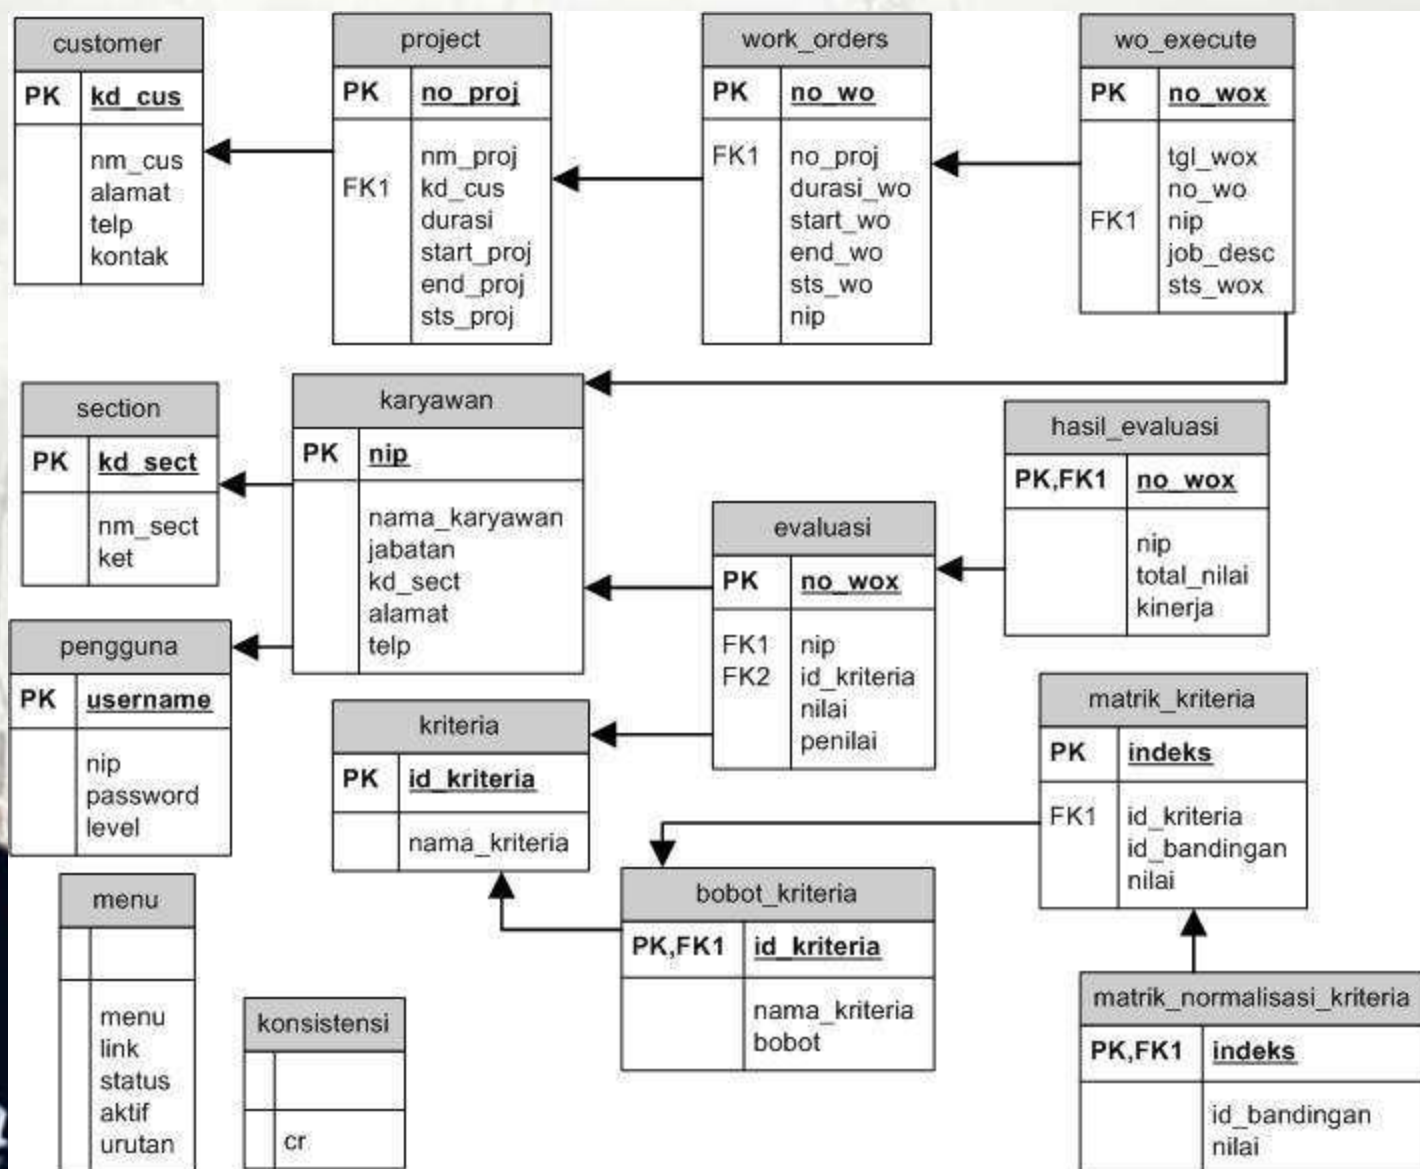 customer
PK kd_cus
nm_cus
alamat
telp
kontak
project
PK no_proj
nm_proj
FK1 kd_cus
durasi
start_proj
end_proj
sts_proj
work_orders
PK no_wo
FK1 no_proj
durasi_wo
start_wo
end_wo
sts_wo
nip
wo_execute
PK no_wox
tgl_wox
no_wo
FK1 nip
job_desc
sts_wox
section
PK kd_sect
nm_sect
ket
karyawan
PK nip
nama_karyawan
jabatan
kd_sect
alamat
telp
hasil_evaluasi
PK,FK1 no_wox
nip
total_nilai
kinerja
evaluasi
PK no_wox
FK1 nip
FK2 id_kriteria
nilai
penilai
pengguna
PK username
nip
password
level
kriteria
PK id_kriteria
nama_kriteria
matrik_kriteria
PK indeks
FK1 id_kriteria
id_bandingan
nilai
bobot_kriteria
PK,FK1 id_kriteria
nama_kriteria
bobot
menu
menu
link
status
aktif
urutan
konsistensi
cr
matrik_normalisasi_kriteria
PK,FK1 indeks
id_bandingan
nilai